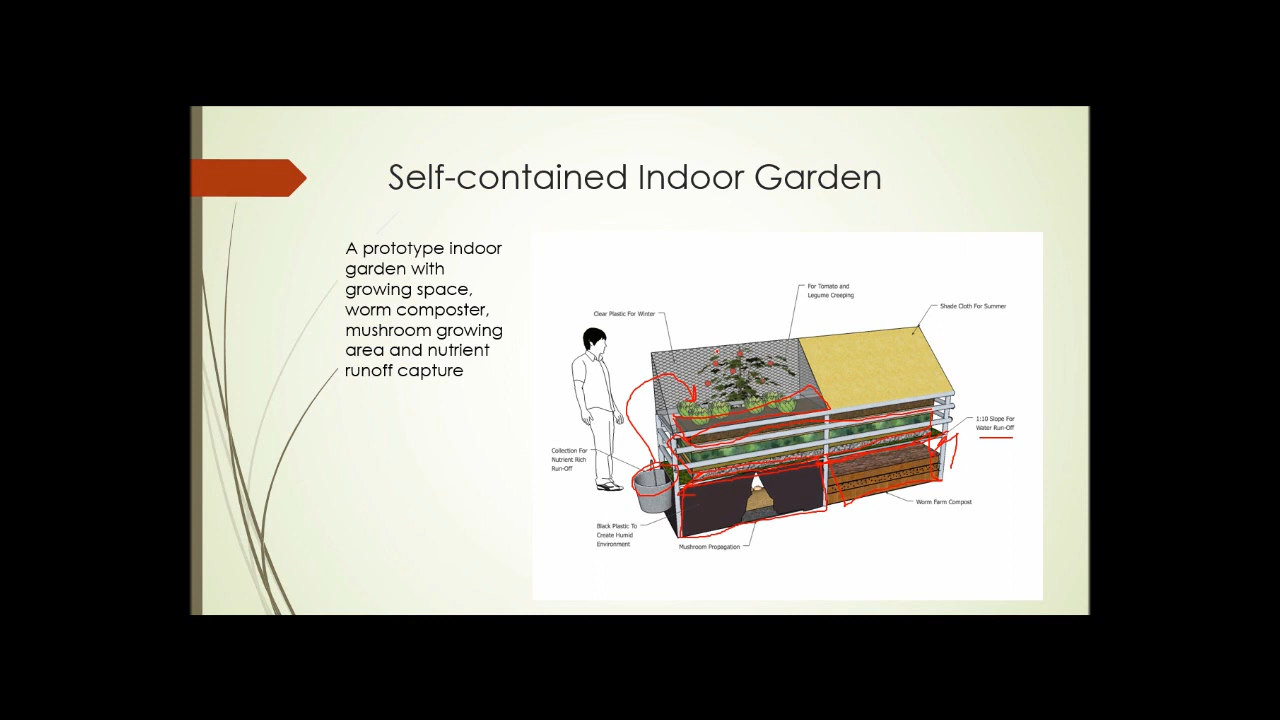 Self-contained Indoor Garden
A prototype indoor
garden with
growing space,
worm composter,
mushroom growing
area and nutrient
runoff capture
For Tomato and
Legume Creeping
Clear Plastic For Winter
Shade Cloth For Summer
1:10 Slope For
Water Run-Off
Collection For
Nutrient Rich
Run-Off
Worm Farm Compost
Black Plastic To
Create Humid
Environment
Mushroom Propagation